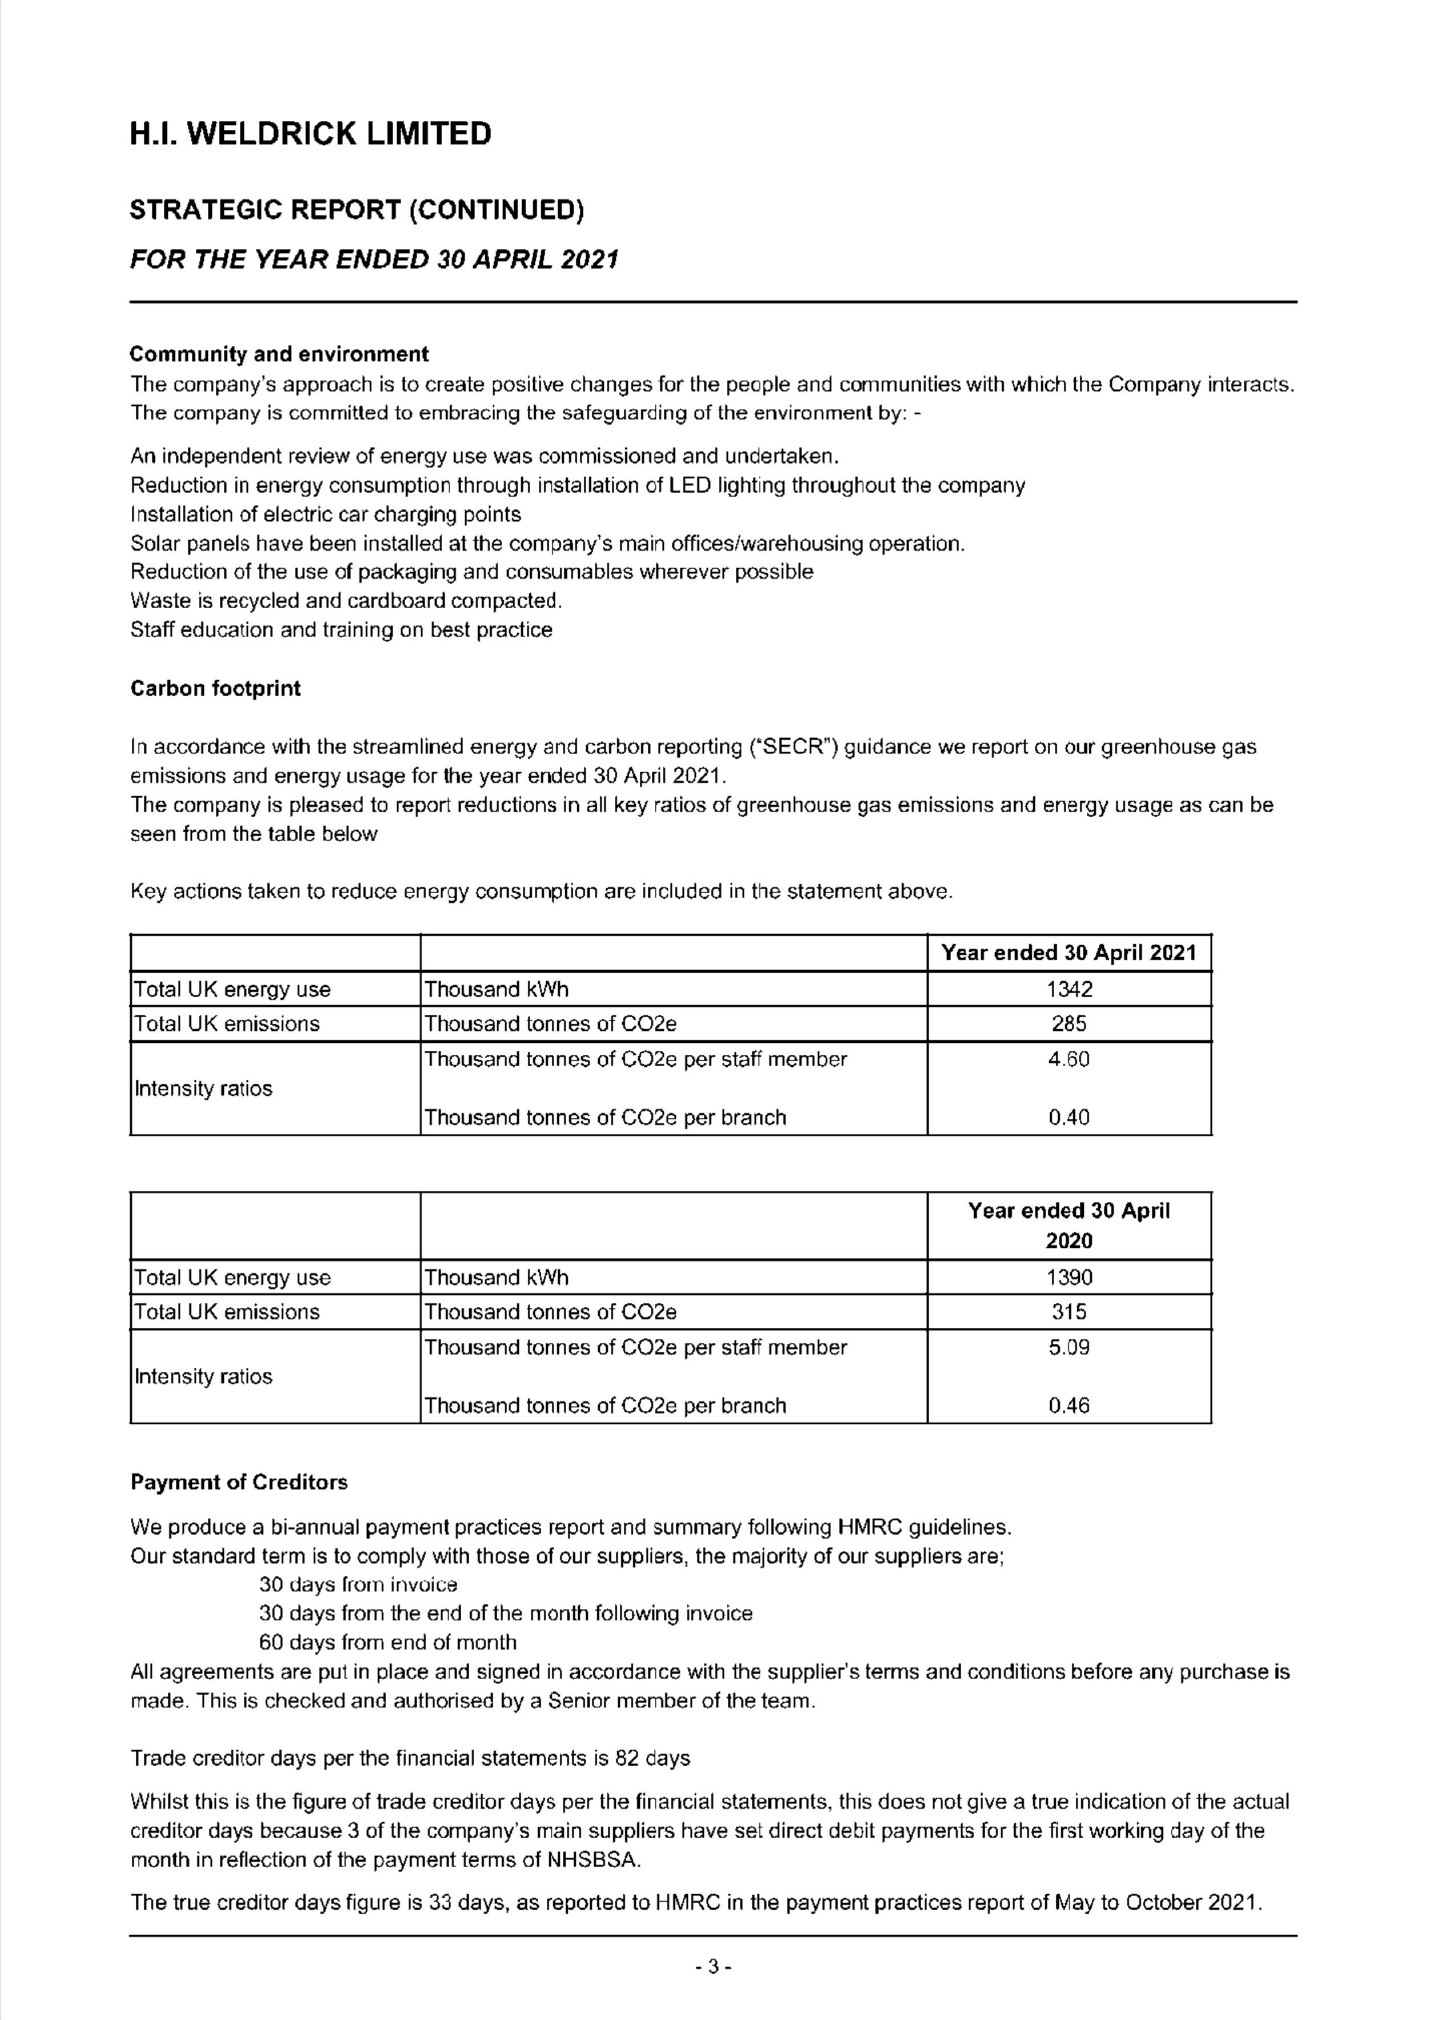 H.I. WELDRICK LIMITED
STRATEGIC REPORT (CONTINUED)
FOR THE YEAR ENDED 30 APRIL 2021
Community and environment
The company's approach is to create positive changes for the people and communities with which the Company interacts.
The company is committed to embracing the safeguarding of the environment by: -
An independent review of energy use was commissioned and undertaken.
Reduction in energy consumption through installation of LED lighting throughout the company
Installation of electric car charging points
Solar panels have been installed at the company's main offices/warehousing operation.
Reduction of the use of packaging and consumables wherever possible
Waste is recycled and cardboard compacted.
Staff education and training on best practice
Carbon footprint
In accordance with the streamlined energy and carbon reporting ("SECR") guidance we report on our greenhouse gas
emissions and energy usage for the year ended 30 April 2021.
The company is pleased to report reductions in all key ratios of greenhouse gas emissions and energy usage as can be
seen from the table below
Key actions taken to reduce energy consumption are included in the statement above.
Year ended 30 April 2021
Total UK energy use Thousand kWh 1342
Total UK emissions Thousand tonnes of CO2e 285
Thousand tonnes of CO2e per staff member 4.60
Intensity ratios
Thousand tonnes of CO2e per branch 0.40
Year ended 30 April
2020
Total UK energy use Thousand kWh 1390
Total UK emissions Thousand tonnes of CO2e 315
Thousand tonnes of CO2e per staff member 5.09
Intensity ratios
Thousand tonnes of CO2e per branch 0.46
Payment of Creditors
We produce a bi-annual payment practices report and summary following HMRC guidelines.
Our standard term is to comply with those of our suppliers, the majority of our suppliers are;
30 days from invoice
30 days from the end of the month following invoice
60 days from end of month
All agreements are put in place and signed in accordance with the supplier's terms and conditions before any purchase is
made. This is checked and authorised by a Senior member of the team.
Trade creditor days per the financial statements is 82 days
Whilst this is the figure of trade creditor days per the financial statements, this does not give a true indication of the actual
creditor days because 3 of the company's main suppliers have set direct debit payments for the first working day of the
month in reflection of the payment terms of NHSBSA.
The true creditor days figure is 33 days, as reported to HMRC in the payment practices report of May to October 2021.
- 3 -